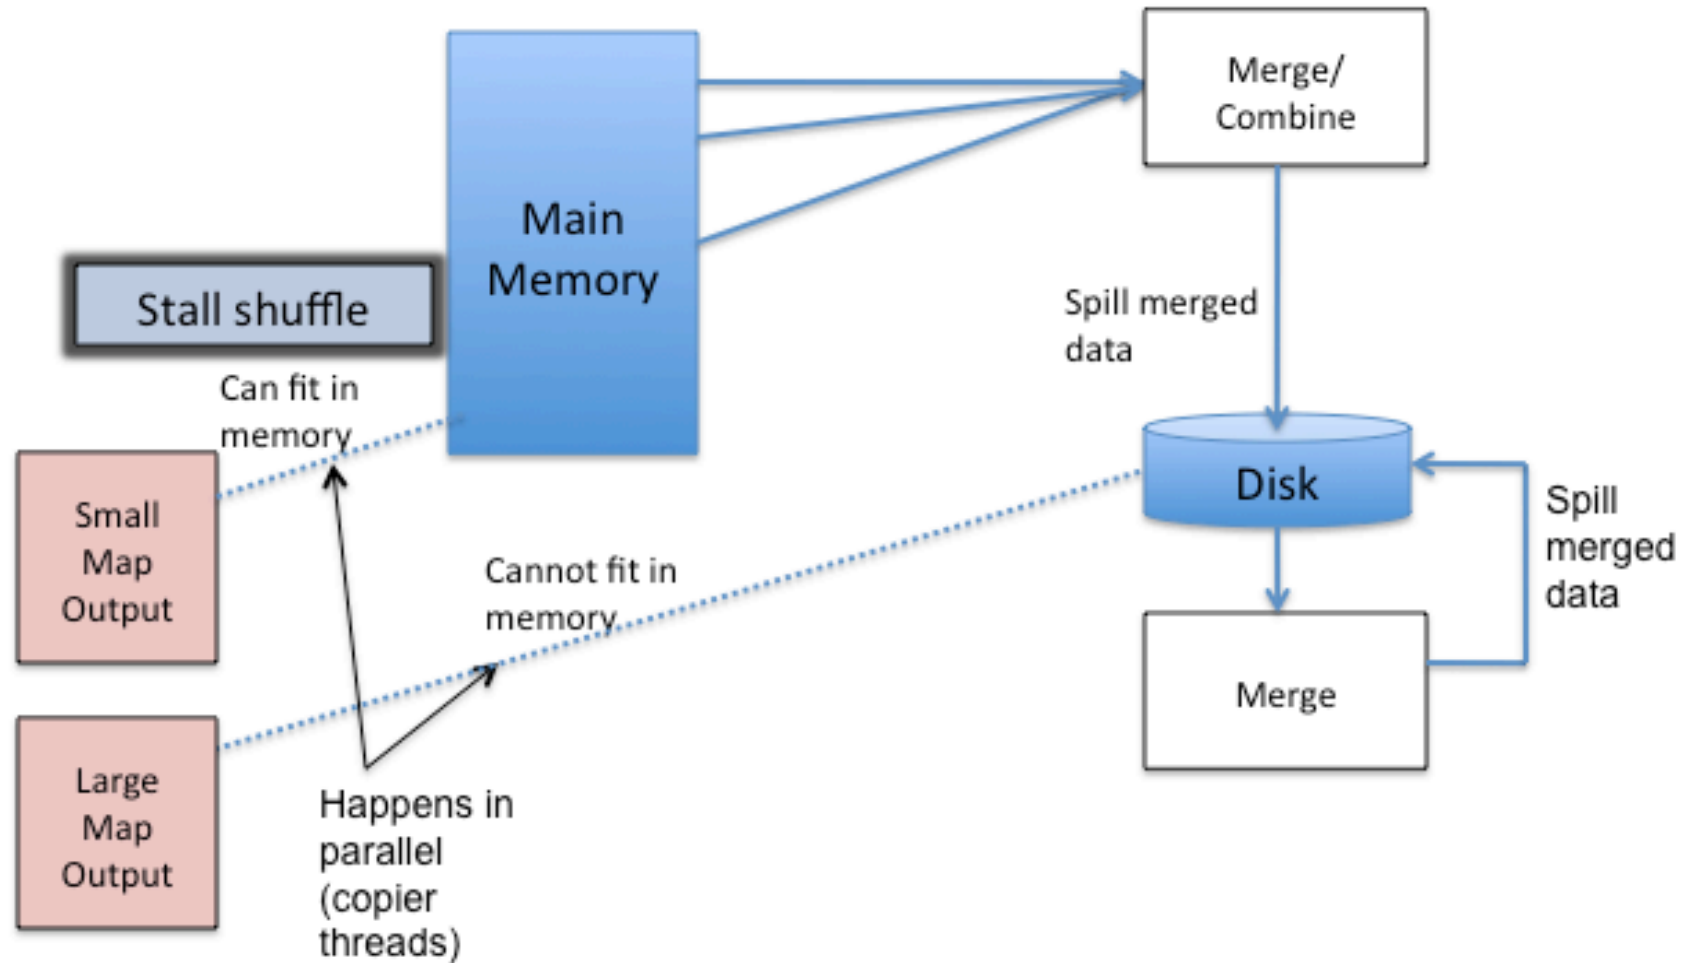 Merge/
Combine
Main
Memory
Stall shuffle
Spill merged
data
Can fit in
memory
Small
Map
Output
Disk
Spill
merged
data
Cannot fit in
memory
Merge
Large
Map
Output
Happens in
parallel
(copier
threads)